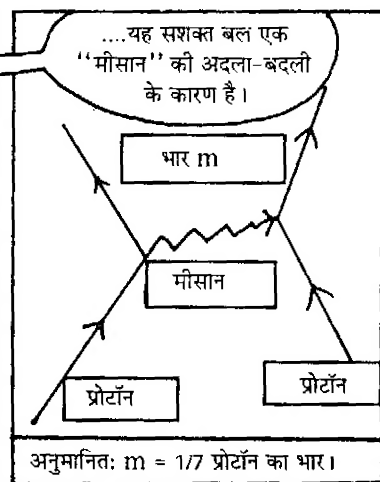 ....यह सशक्त बल एक
“मीसान” की अदला-बदली
के कारण है।
भार m
मीसान
प्रोटॉन
प्रोटॉन
अनुमानित: m = 1/7 प्रोटॉन का भार।